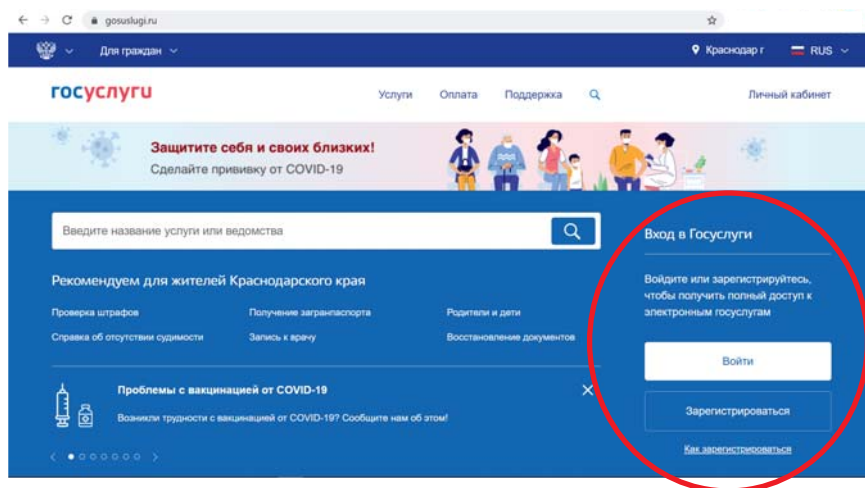 gosuslugi.ru
Для граждан
Краснодар г
RUS
госуслуги
Услуги
Оплата
Поддержка
Личный кабинет
Защитите себя и своих близких!
Сделайте прививку от COVID-19
Введите название услуги или ведомства
Рекомендуем для жителей Краснодарского края
Проверка штрафов
Получение загранпаспорта
Родители и дети
Справка об отсутствии судимости
Запись к врачу
Восстановление документов
Проблемы с вакцинацией от COVID-19
Возникли трудности с вакцинацией от COVID-19? Сообщите нам об этом!
Вход в Госуслуги
Войдите или зарегистрируйтесь,
чтобы получить полный доступ к
электронным госуслугам
Войти
Зарегистрироваться
Как зарегистрироваться